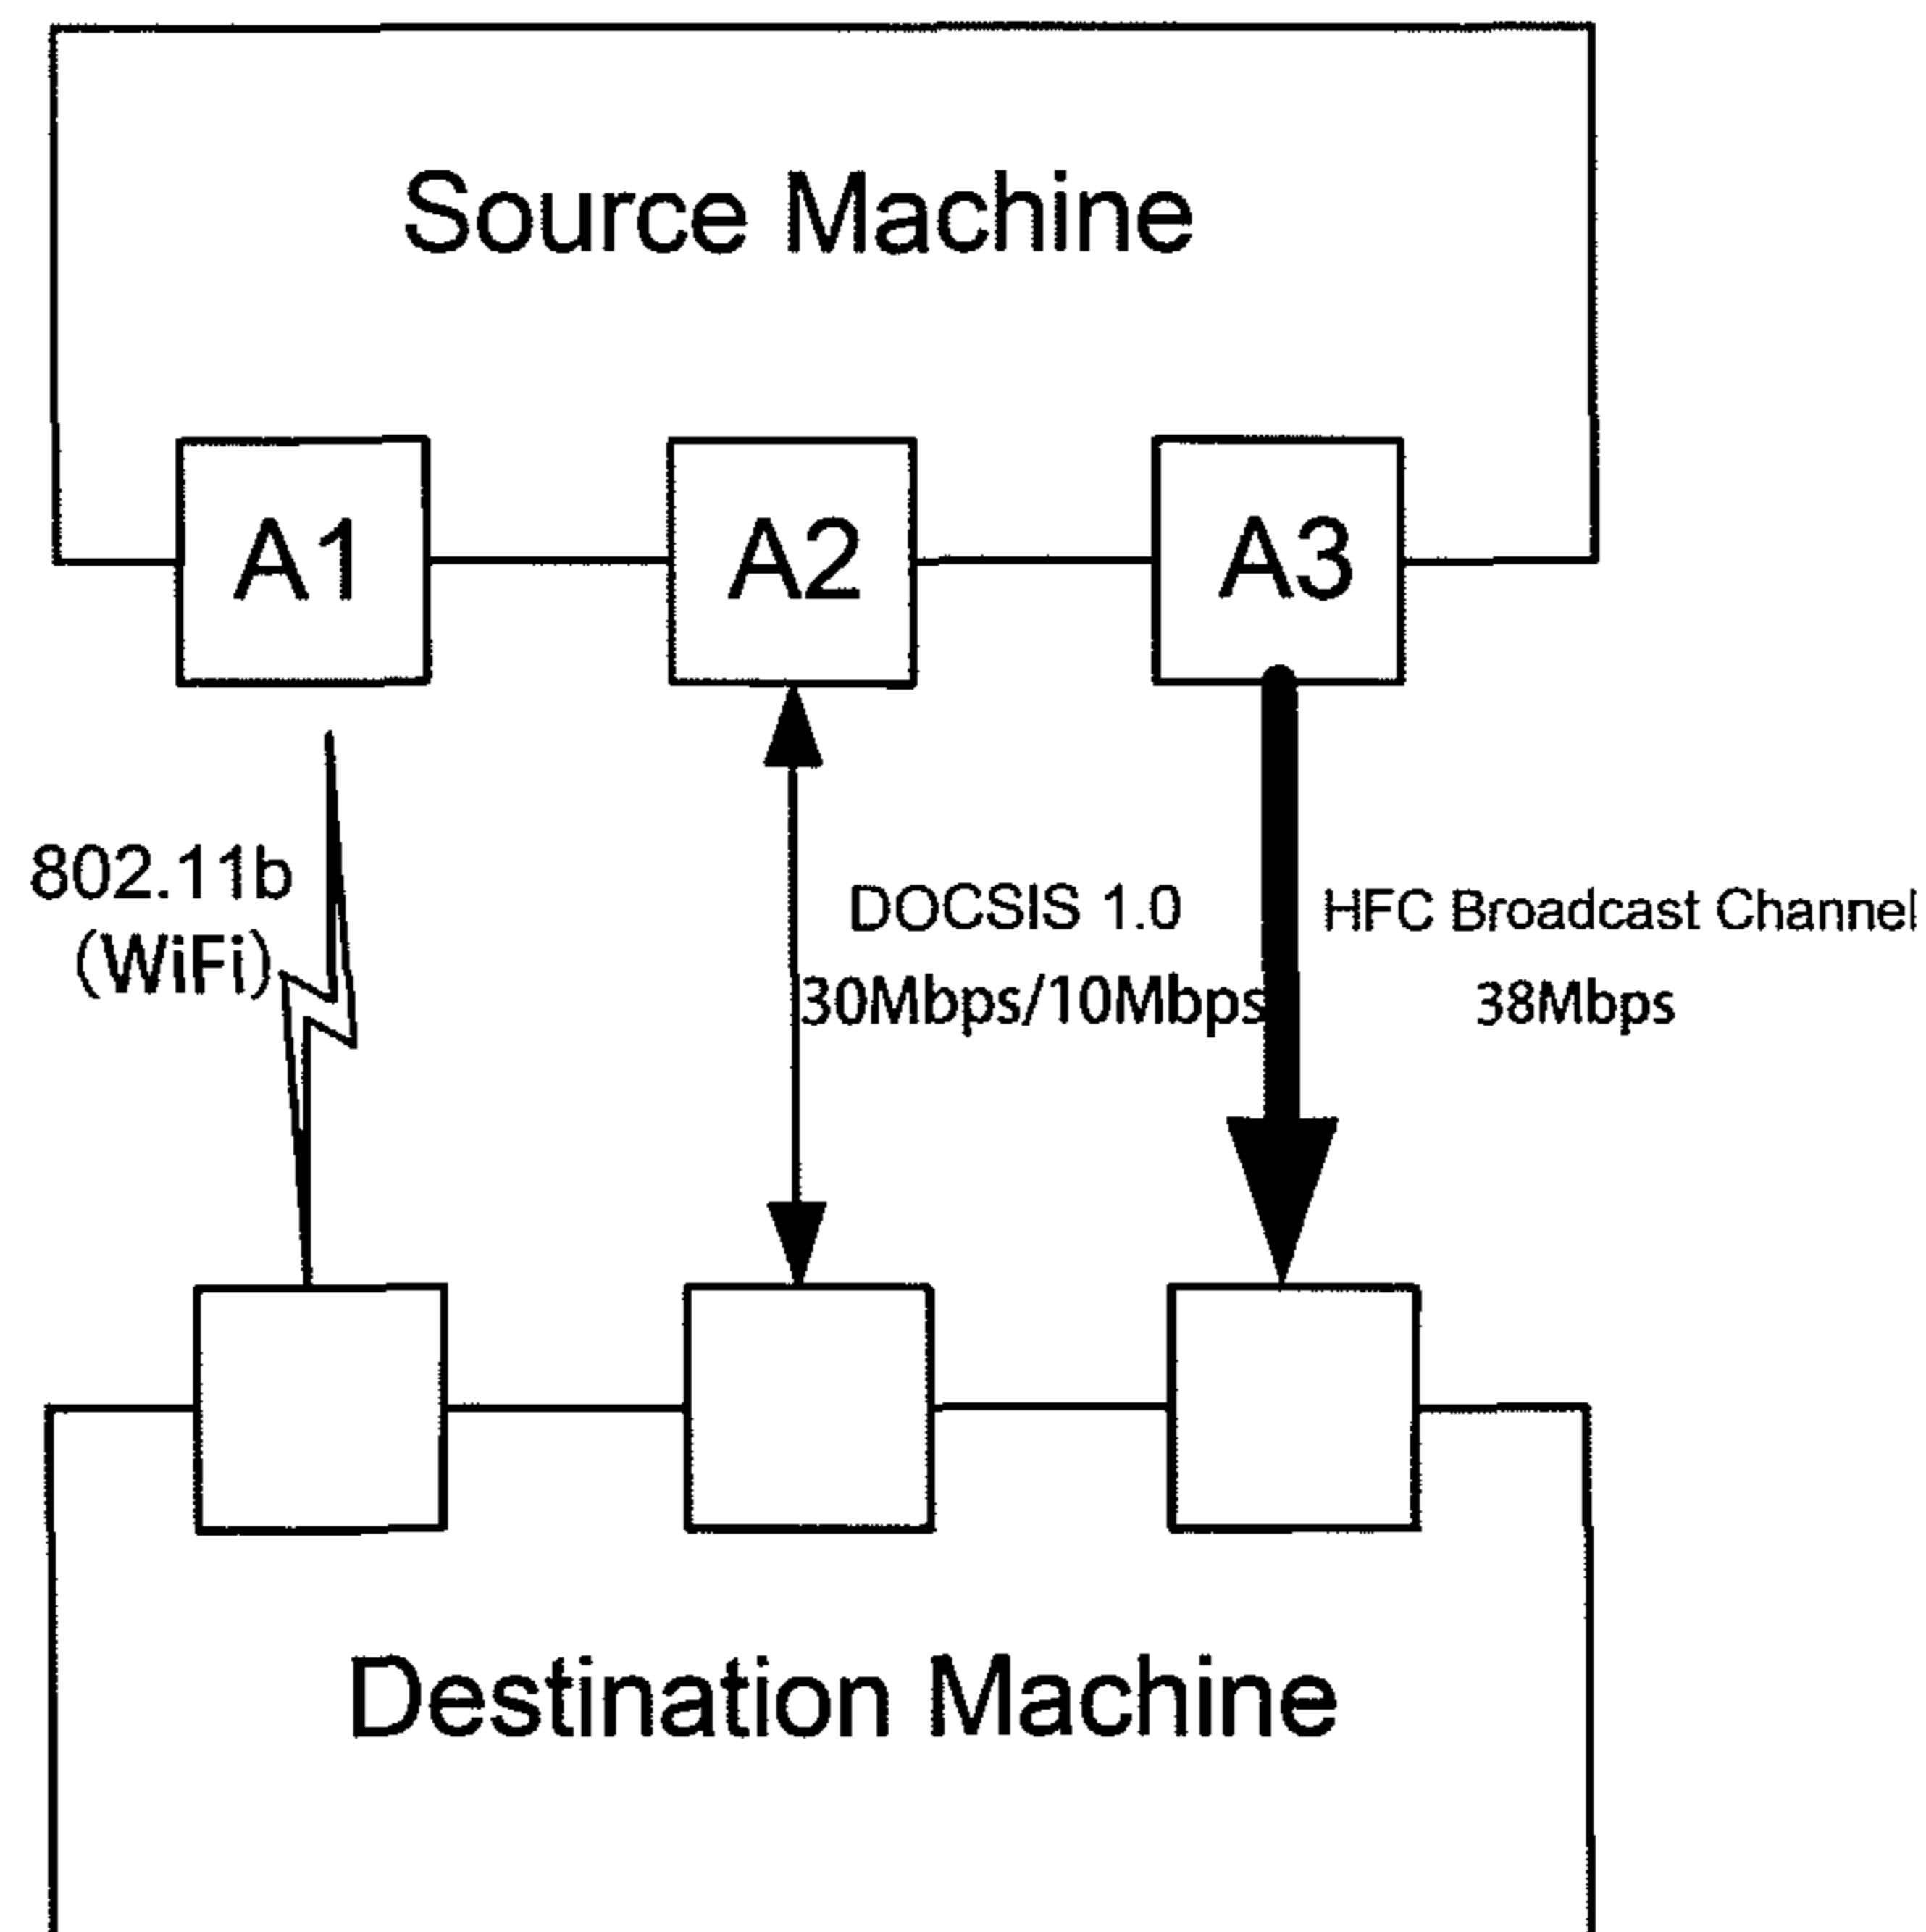 Source Machine
A1
A2
A3
802.11b
(WiFi)
DOCSIS 1.0
30Mbps/10Mbps
HFC Broadcast Channel
38Mbps
Destination Machine